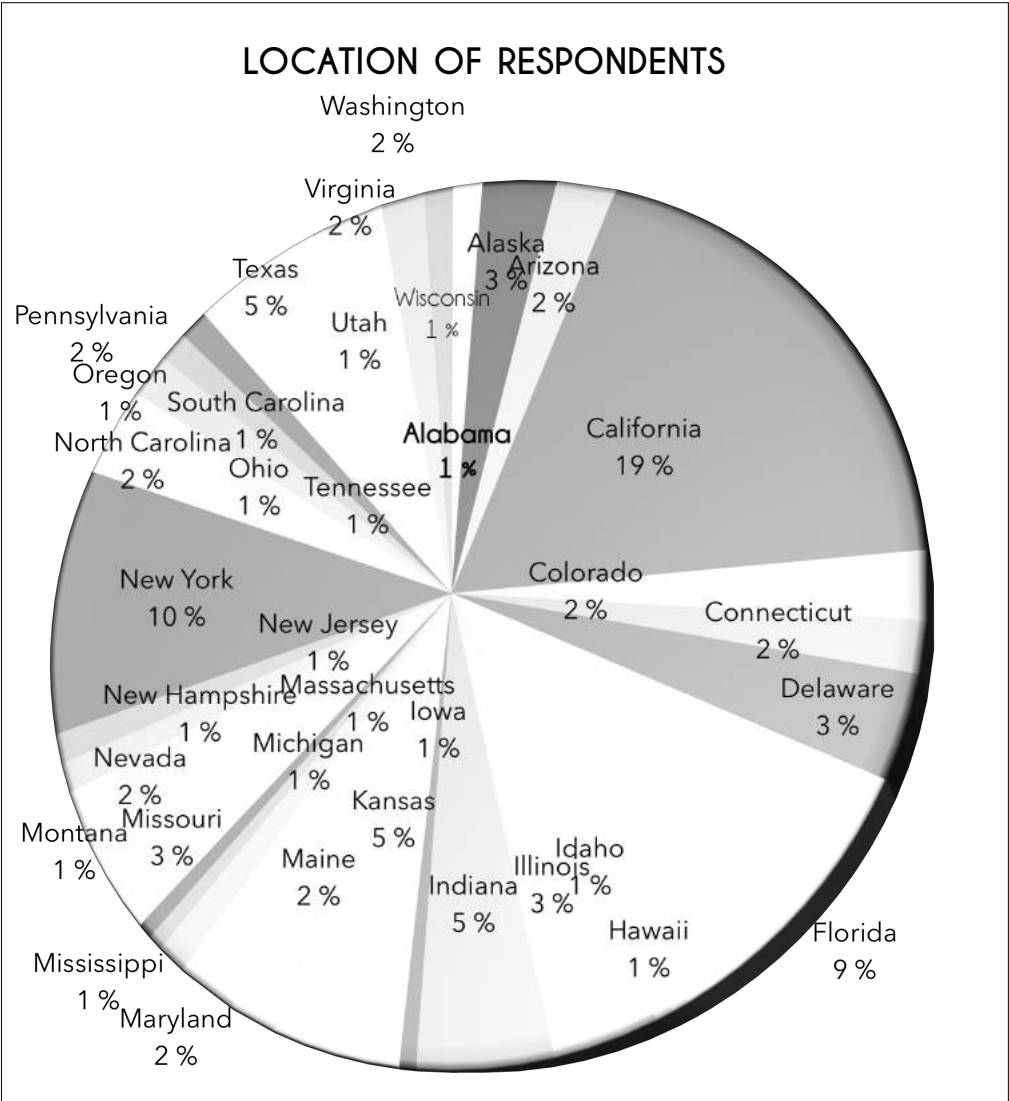 LOCATION OF RESPONDENTS
Washington
2 %
Virginia
2 %
Alaska
3 %
Arizona
2 %
Texas
5 %
Wisconsin
1 %
Utah
1 %
Pennsylvania
2 %
Oregon
1 %
South Carolina
1 %
Alabama
1 %
California
19 %
North Carolina
2 %
Ohio
1 %
Tennessee
1 %
Colorado
2 %
New York
10 %
Connecticut
2 %
New Jersey
1 %
Delaware
3 %
Massachusetts
1 %
New Hampshire
1 %
Iowa
1 %
Michigan
1 %
Nevada
2 %
Kansas
5 %
Missouri
3 %
Montana
1 %
Maine
2 %
Idaho
1 %
Illinois
3 %
Indiana
5 %
Hawaii
1 %
Florida
9 %
Mississippi
1 %
Maryland
2 %